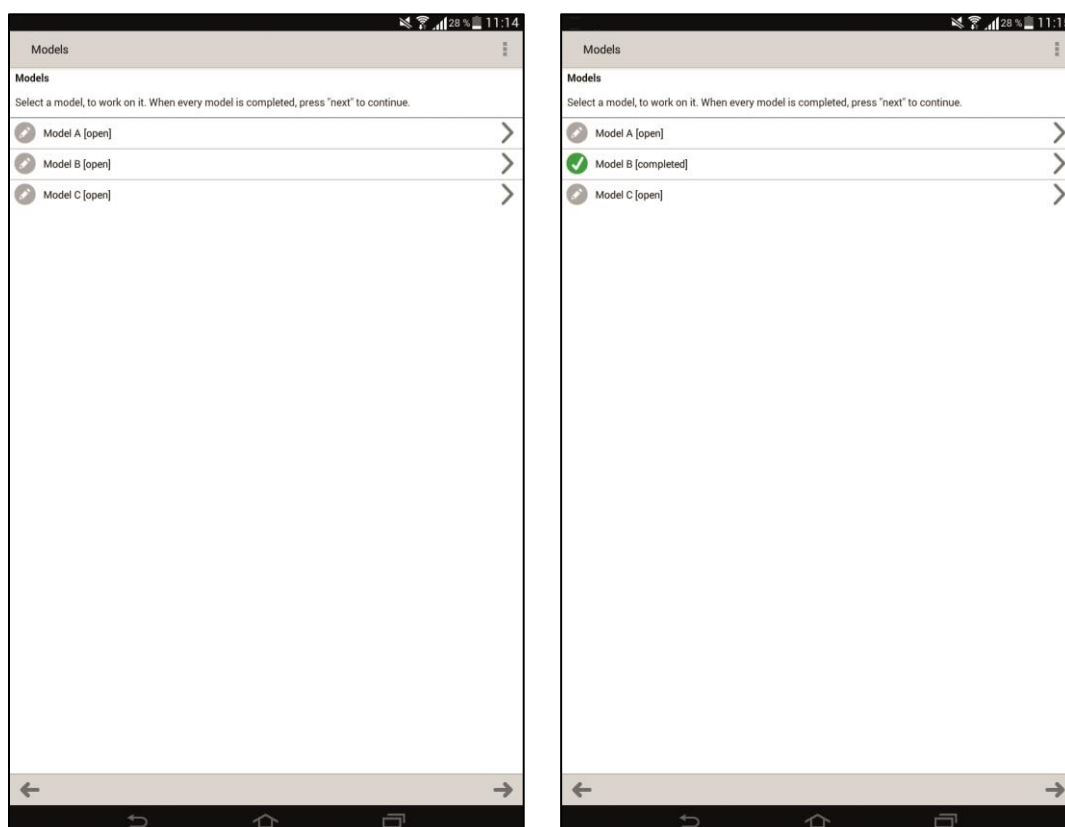 28 % 11:14
Models
Models
Select a model, to work on it. When every model is completed, press "next" to continue.
Model A [open]
Model B [open]
Model C [open]
28 %
Models
Models
Select a model, to work on it. When every model is completed, press "next" to continue.
Model A [open]
Model B [completed]
Model C [open]